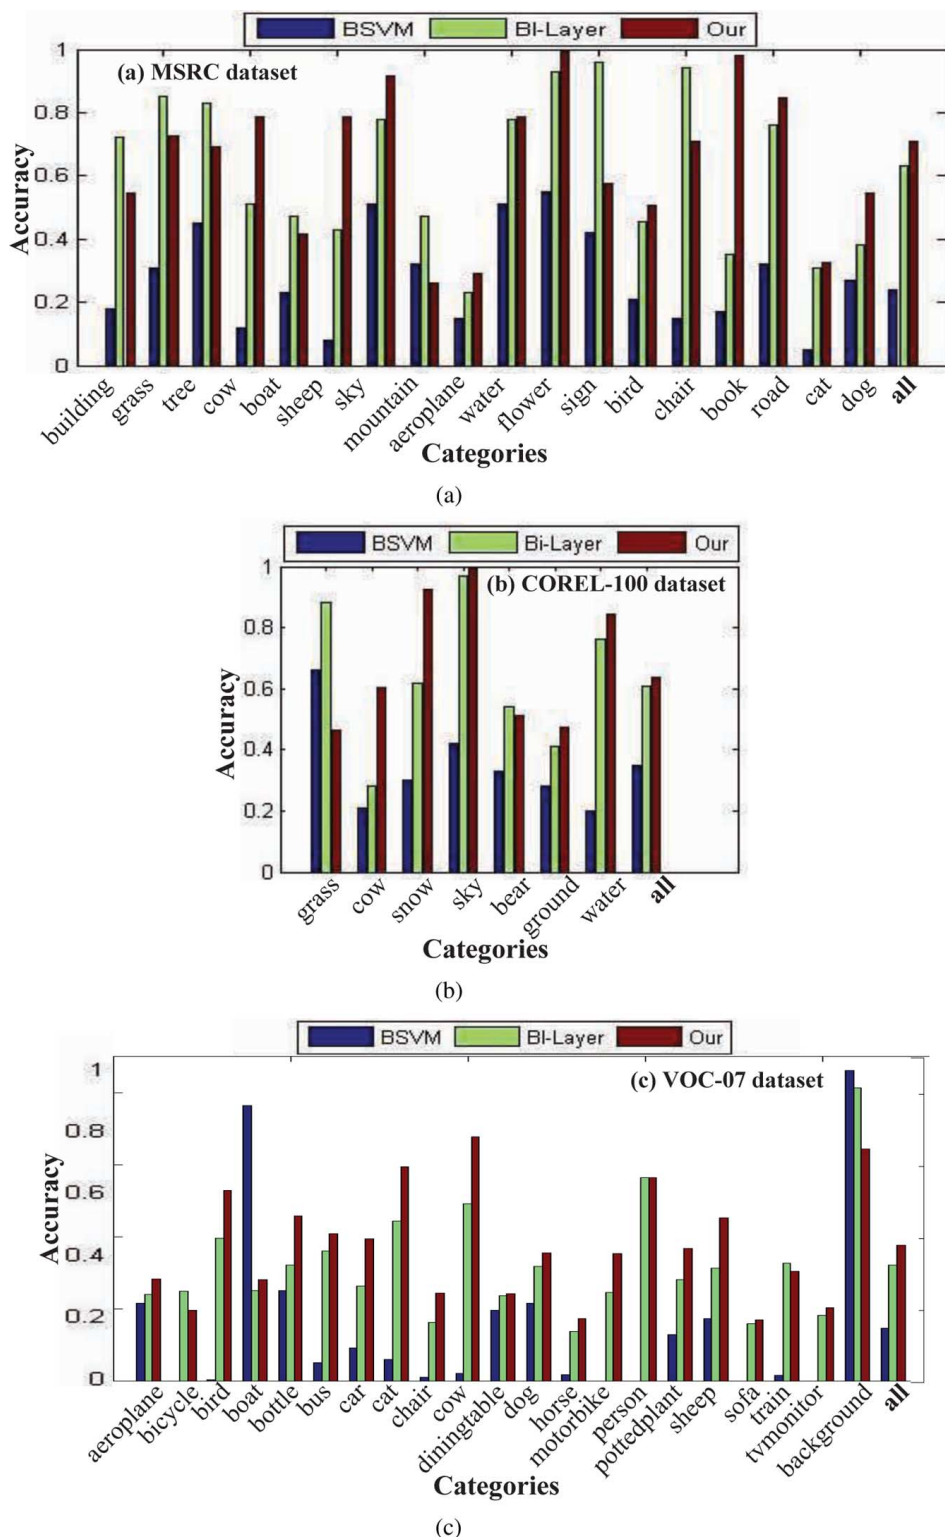 BSVM BI-Layer Our
(a) MSRC dataset
1
0.8
0.6
0.4
0.2
0
Accuracy
building grass tree cow boat sheep sky mountain aeroplane water flower sign bird chair book road cat dog all
Categories
(a)
BSVM Bi-Layer Our
(b) COREL-100 dataset
1
0.8
0.6
0.4
0.2
0
Accuracy
grass cow snow sky bear ground water all
Categories
(b)
BSVM BI-Layer Our
(c) VOC-07 dataset
1
0.8
0.6
0.4
0.2
0
Accuracy
aeroplane bicycle bird boat bottle bus car cat chair cow diningtable dog horse motorbike person pottedplant sheep sofa train tvmonitor background all
Categories
(c)